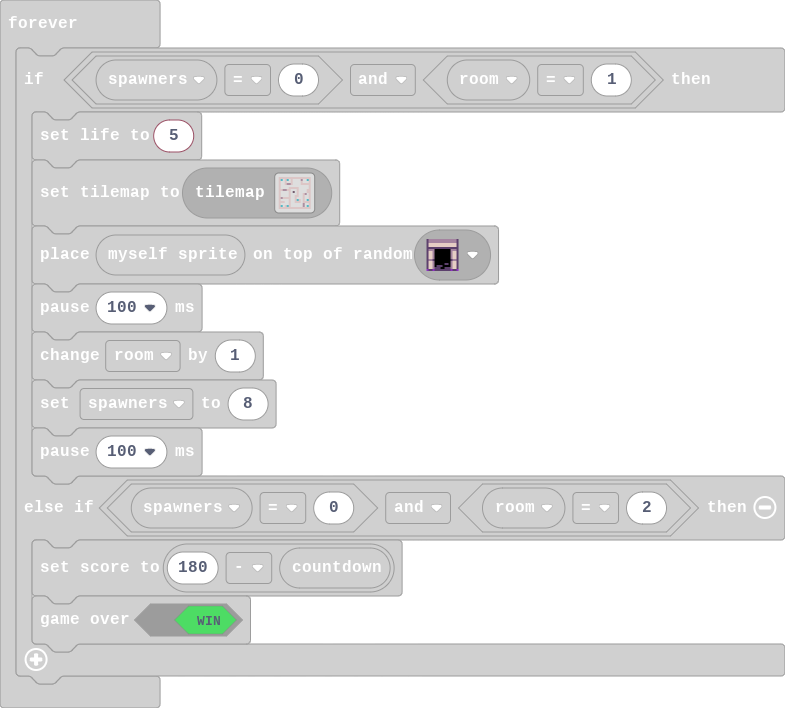 forever
if spawners = 0 and room = 1 then
set life to 5
set tilemap to tilemap
place myself sprite on top of random
pause 100 ms
change room by 1
set spawners to 8
pause 100 ms
else if spawners = 0 and room = 2 then
set score to 180 - countdown
game over WIN